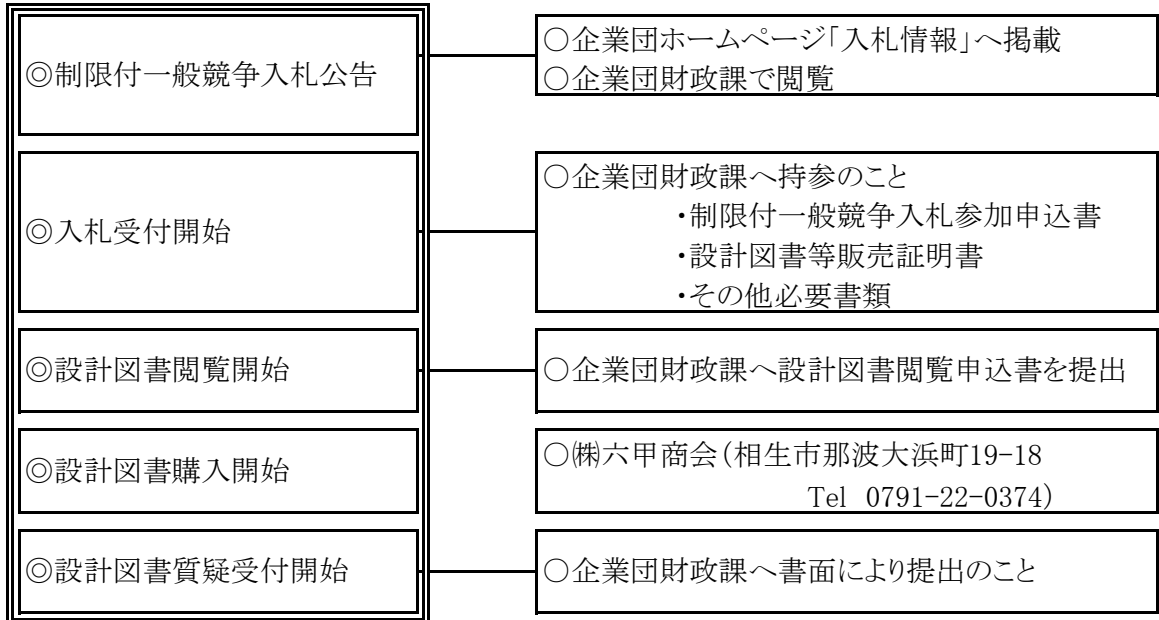 ◎制限付一般競争入札公告
○企業団ホームページ「入札情報」へ掲載
○企業団財政課で閲覧
◎入札受付開始
○企業団財政課へ持参のこと
・制限付一般競争入札参加申込書
・設計図書等販売証明書
・その他必要書類
◎設計図書閲覧開始
○企業団財政課へ設計図書閲覧申込書を提出
◎設計図書購入開始
○㈱六甲商会(相生市那波大浜町19-18
Tel 0791-22-0374)
◎設計図書質疑受付開始
○企業団財政課へ書面により提出のこと